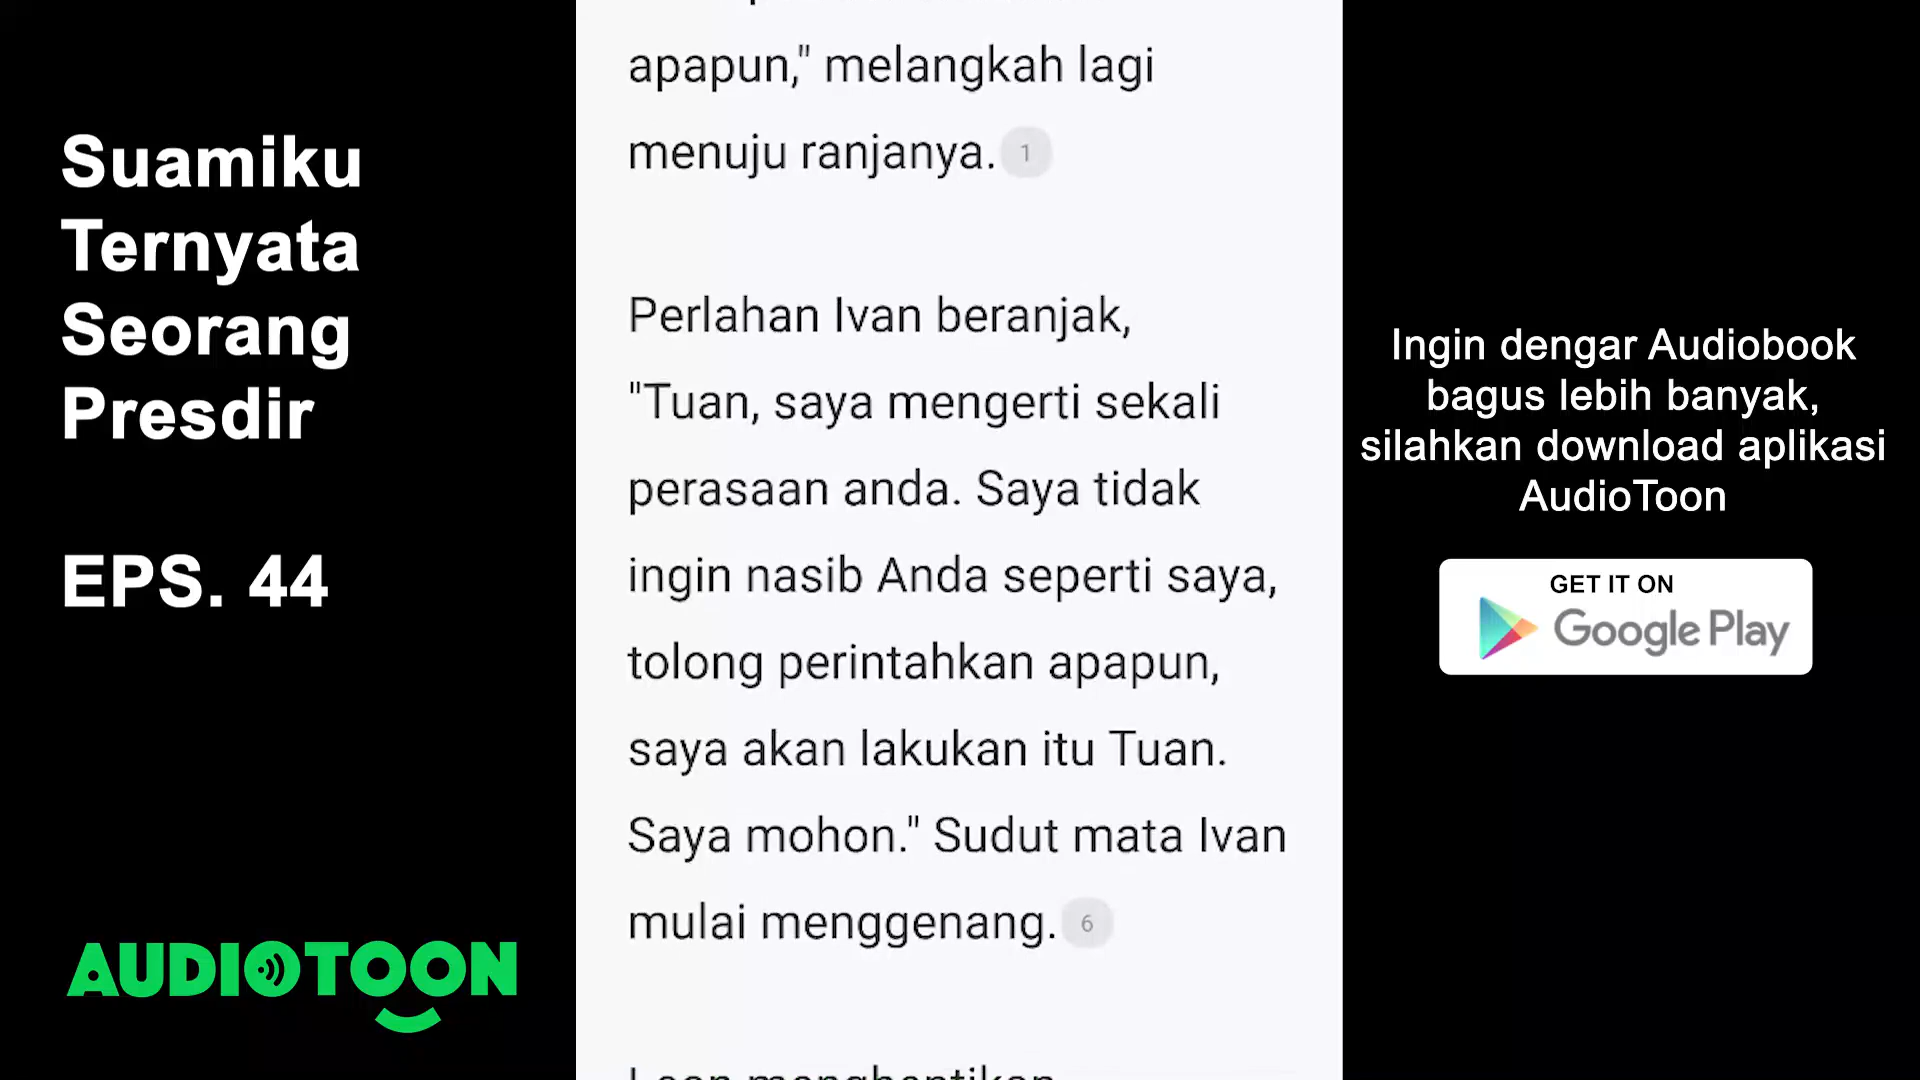 Suamiku
Ternyata
Seorang
Presdir
EPS. 44
AUDIOTOON
apapun," melangkah lagi
menuju ranjanya. 1
Perlahan Ivan beranjak,
"Tuan, saya mengerti sekali
perasaan anda. Saya tidak
ingin nasib Anda seperti saya,
tolong perintahkan apapun,
saya akan lakukan itu Tuan.
Saya mohon." Sudut mata Ivan
mulai menggenang. 6
Ingin dengar Audiobook
bagus lebih banyak,
silahkan download aplikasi
AudioToon
GET IT ON
Google Play